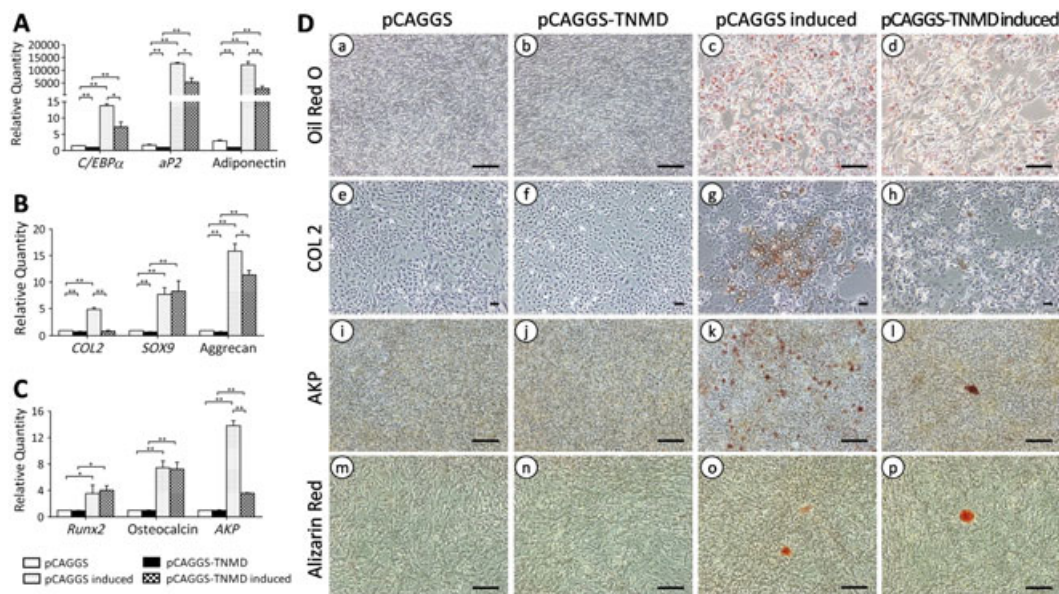 A
Relative Quantity
20000
15000
10000
5000
15
10
5
0
** ** ** * ** ** ** * ** ** ** **
C/EBPα aP2 Adiponectin
B
Relative Quantity
20
15
10
5
0
COL2 SOX9 Aggrecan
C
Relative Quantity
16
12
8
4
0
Runx2 Osteocalcin AKP
pCAGGS pCAGGS-TNMD
pCAGGS induced pCAGGS-TNMD induced
D pCAGGS pCAGGS-TNMD pCAGGS induced pCAGGS-TNMD induced
Oil Red O
a b c d
COL 2
e f g h
AKP
i j k l
Alizarin Red
m n o p